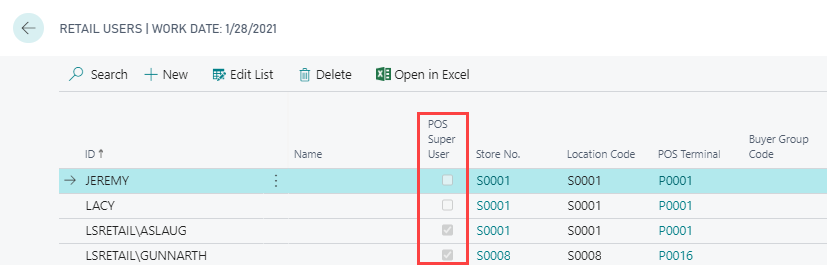 RETAIL USERS | WORK DATE: 1/28/2021
Search New Edit List Delete Open in Excel
POS
Super Buyer Group
ID ↑ Name User Store No. Location Code POS Terminal Code
JEREMY S0001 S0001 P0001
LACY S0001 S0001 P0001
LSRETAIL\ASLAUG S0001 S0001 P0001
LSRETAIL\GUNNARTH S0008 S0008 P0016